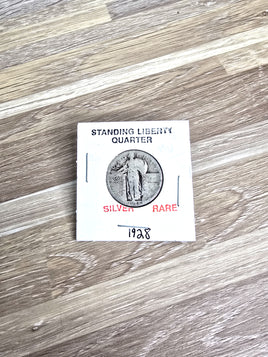 STANDING LIBERTY
QUARTER
SILVER RARE
1928